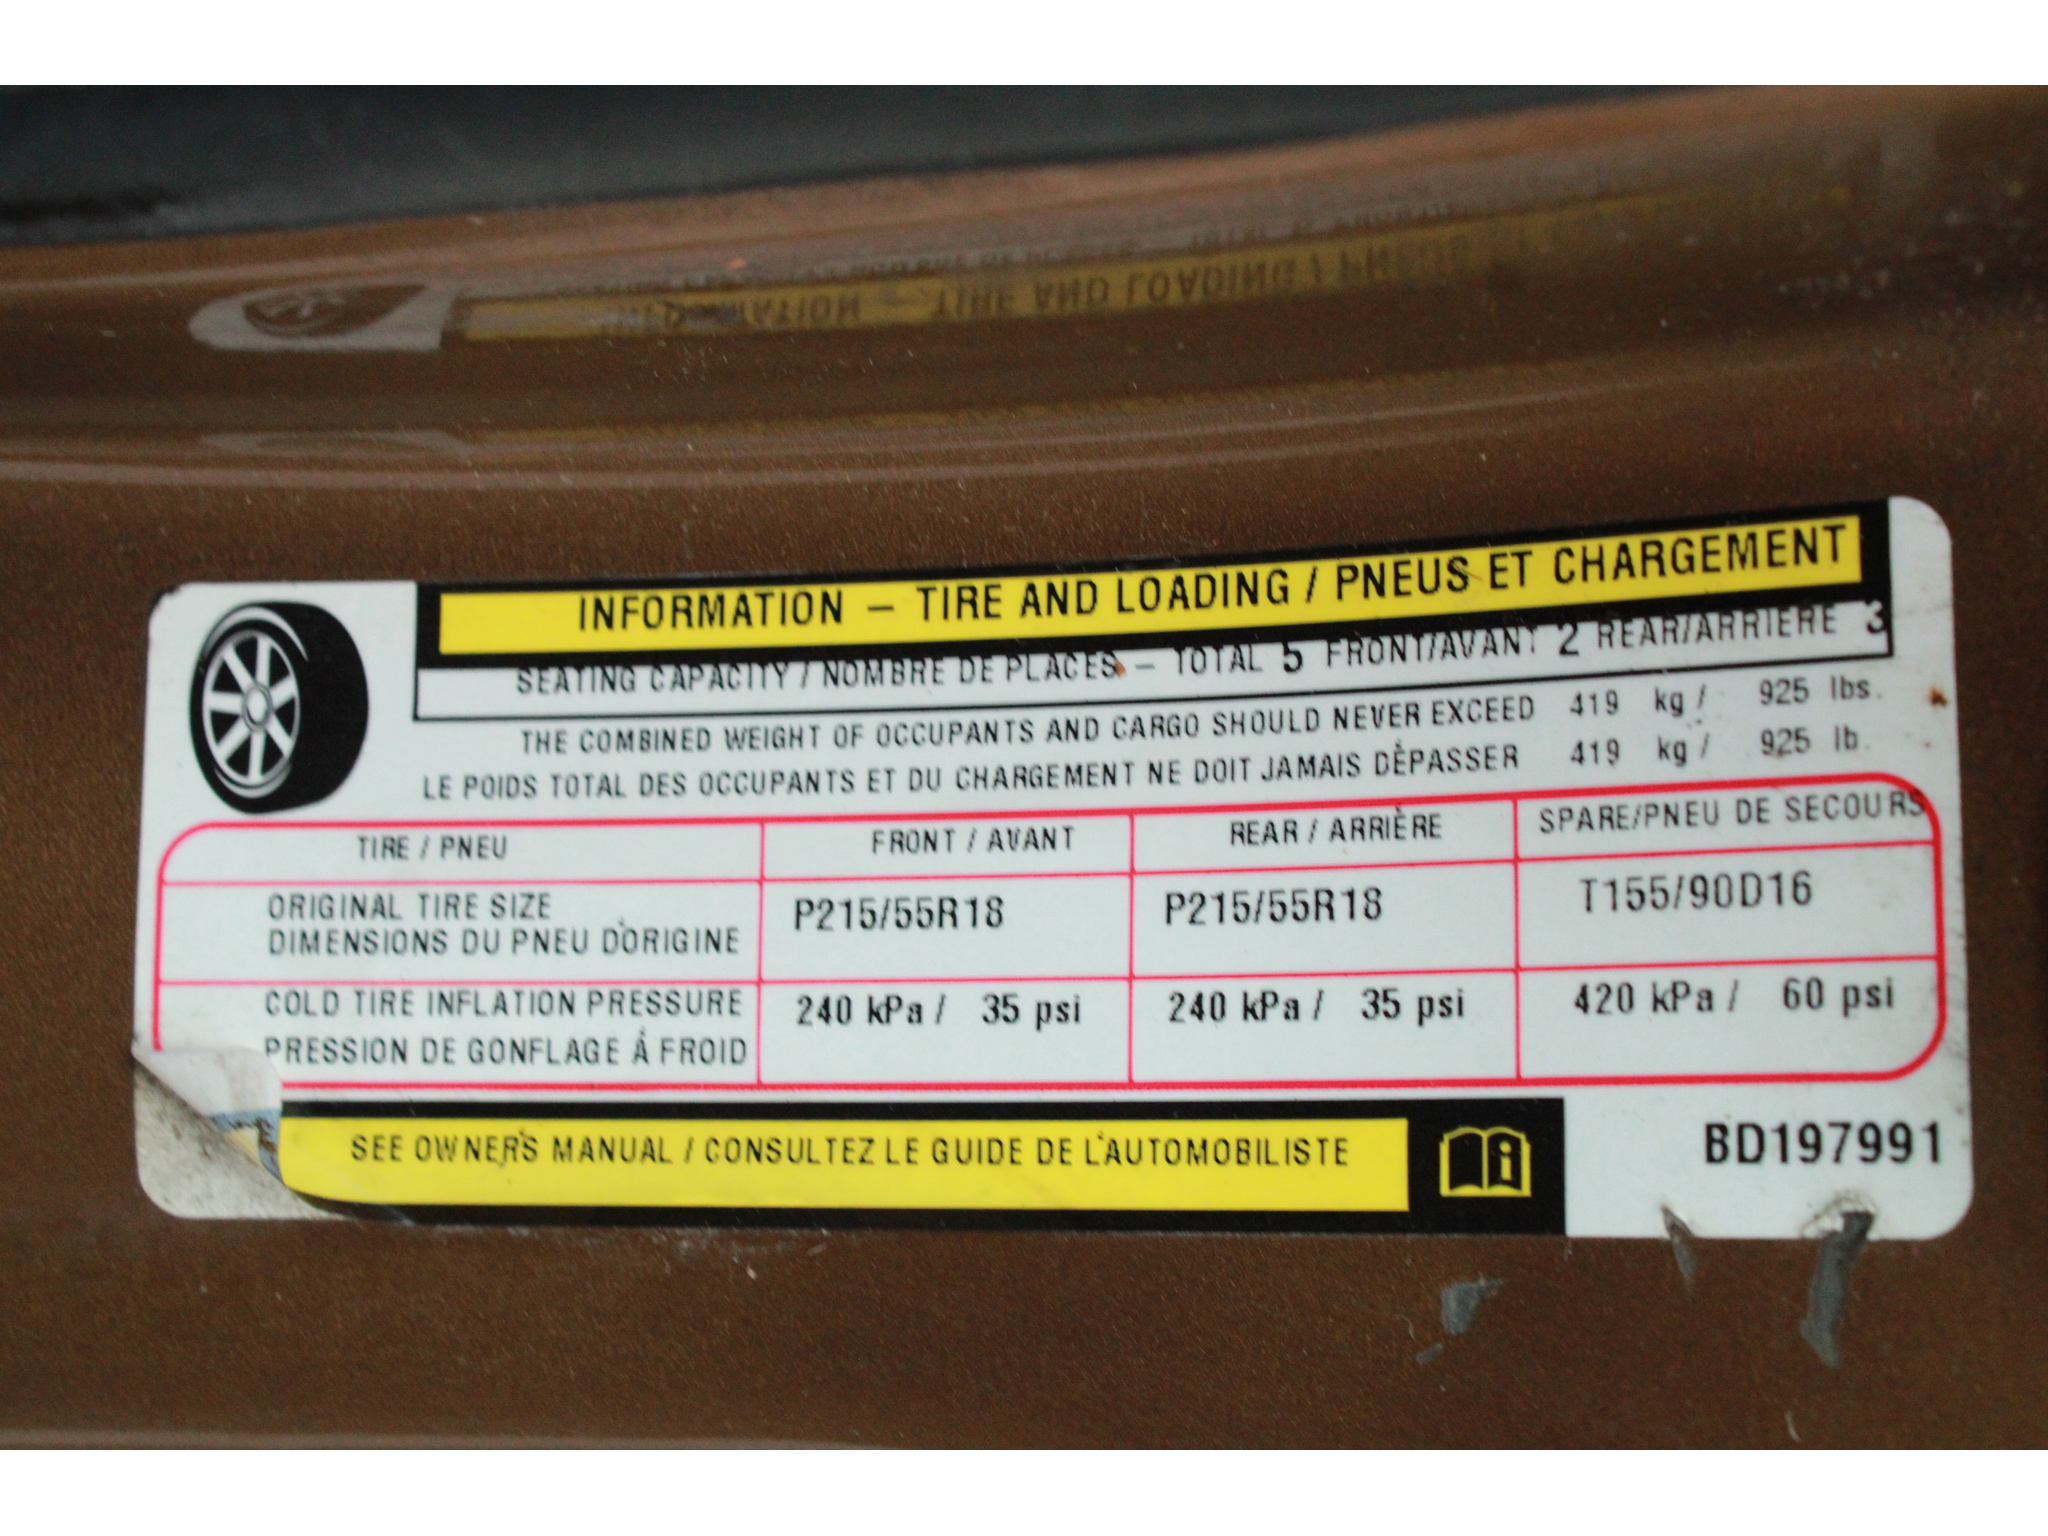 INFORMATION – TIRE AND LOADING / PNEUS ET CHARGEMENT
SEATING CAPACITY / NOMBRE DE PLACES – TOTAL 5 FRONT/AVANT 2 REAR/ARRIÈRE 3
THE COMBINED WEIGHT OF OCCUPANTS AND CARGO SHOULD NEVER EXCEED 419 kg / 925 lbs.
LE POIDS TOTAL DES OCCUPANTS ET DU CHARGEMENT NE DOIT JAMAIS DÈPASSER 419 kg / 925 lb.
TIRE / PNEU FRONT / AVANT REAR / ARRIÈRE SPARE/PNEU DE SECOURS
ORIGINAL TIRE SIZE
DIMENSIONS DU PNEU D'ORIGINE P215/55R18 P215/55R18 T155/90D16
COLD TIRE INFLATION PRESSURE 240 kPa / 35 psi 240 kPa / 35 psi 420 kPa / 60 psi
PRESSION DE GONFLAGE À FROID
SEE OWNER'S MANUAL / CONSULTEZ LE GUIDE DE L'AUTOMOBILISTE
BD197991